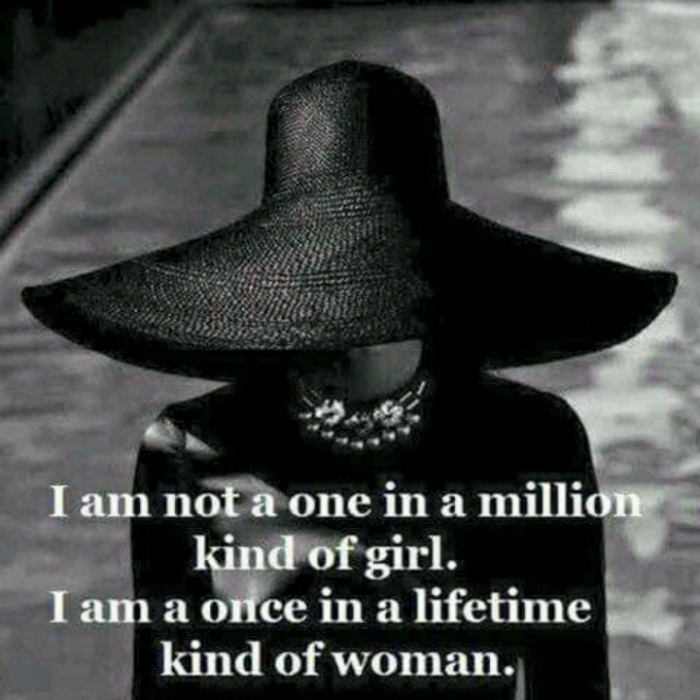 I am not a one in a million
kind of girl.
I am a once in a lifetime
kind of woman.